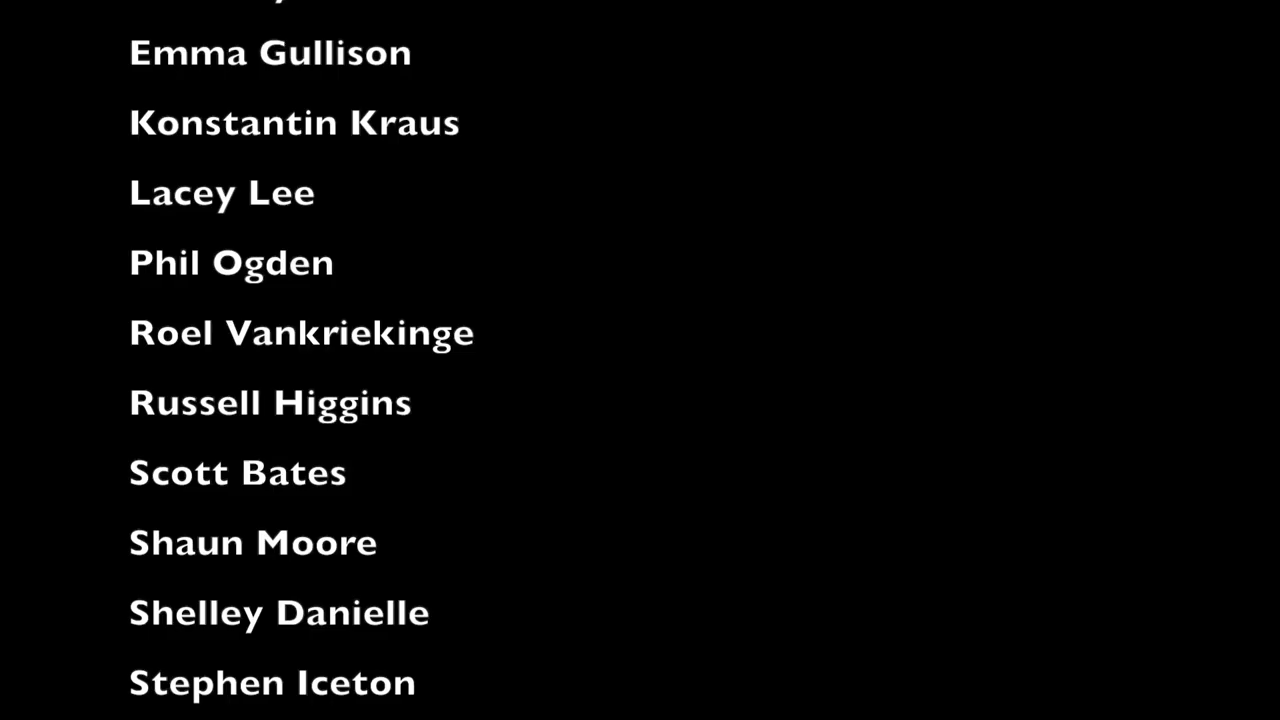 Emma Gullison
Konstantin Kraus
Lacey Lee
Phil Ogden
Roel Vankriekinge
Russell Higgins
Scott Bates
Shaun Moore
Shelley Danielle
Stephen Iceton